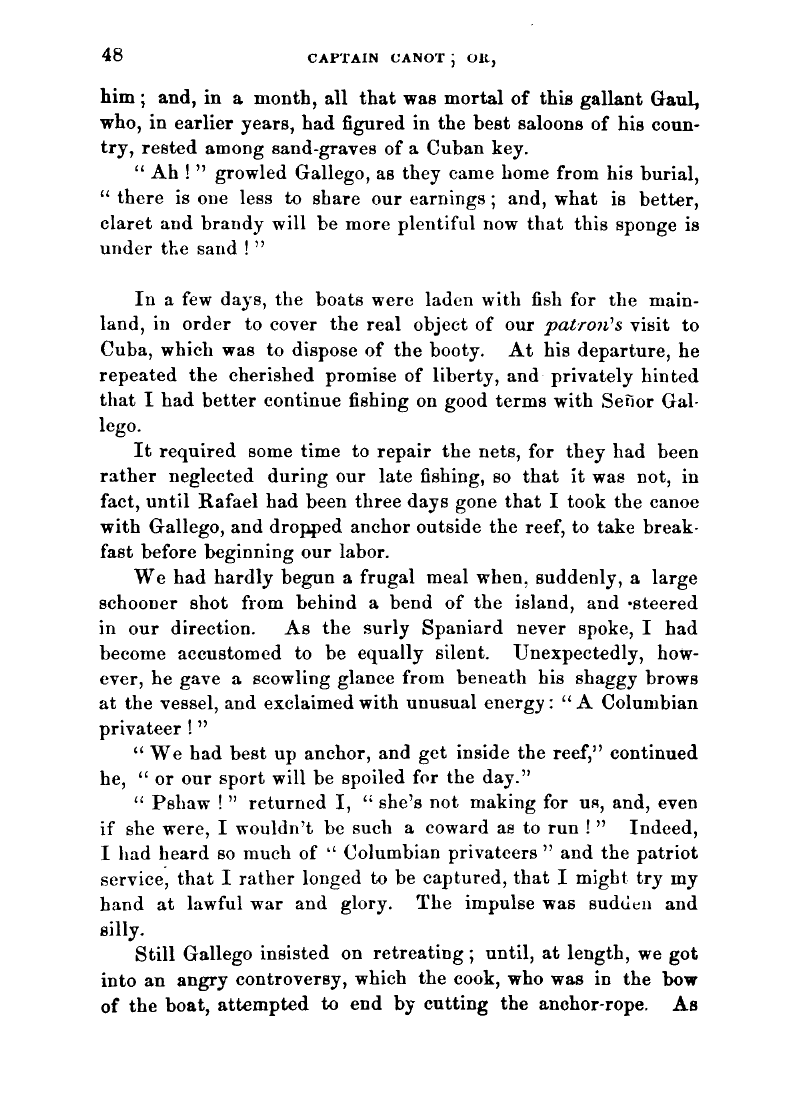 48 CAPTAIN CANOT ; OR,
him ; and, in a month, all that was mortal of this gallant Gaul,
who, in earlier years, had figured in the best saloons of his coun-
try, rested among sand-graves of a Cuban key.
“ Ah ! ” growled Gallego, as they came home from his burial,
“ there is one less to share our earnings ; and, what is better,
claret and brandy will be more plentiful now that this sponge is
under the sand ! ”
In a few days, the boats were laden with fish for the main-
land, in order to cover the real object of our patron's visit to
Cuba, which was to dispose of the booty. At his departure, he
repeated the cherished promise of liberty, and privately hinted
that I had better continue fishing on good terms with Señor Gal-
lego.
It required some time to repair the nets, for they had been
rather neglected during our late fishing, so that it was not, in
fact, until Rafael had been three days gone that I took the canoe
with Gallego, and dropped anchor outside the reef, to take break-
fast before beginning our labor.
We had hardly begun a frugal meal when, suddenly, a large
schooner shot from behind a bend of the island, and steered
in our direction. As the surly Spaniard never spoke, I had
become accustomed to be equally silent. Unexpectedly, how-
ever, he gave a scowling glance from beneath his shaggy brows
at the vessel, and exclaimed with unusual energy : “ A Columbian
privateer ! ”
“ We had best up anchor, and get inside the reef,” continued
he, “ or our sport will be spoiled for the day.”
“ Pshaw ! ” returned I, “ she's not making for us, and, even
if she were, I wouldn't be such a coward as to run ! ” Indeed,
I had heard so much of “ Columbian privateers ” and the patriot
service, that I rather longed to be captured, that I might try my
hand at lawful war and glory. The impulse was sudden and
silly.
Still Gallego insisted on retreating ; until, at length, we got
into an angry controversy, which the cook, who was in the bow
of the boat, attempted to end by cutting the anchor-rope. As